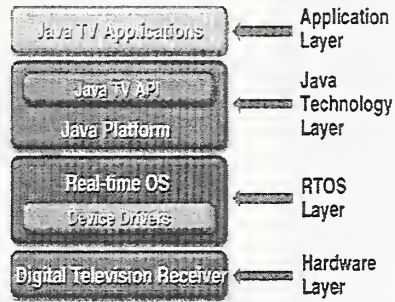 Java TV Applications
Application
Layer
Java TV API
Java Platform
Java
Technology
Layer
Real-time OS
Device Drivers
RTOS
Layer
Digital Television Receiver
Hardware
Layer